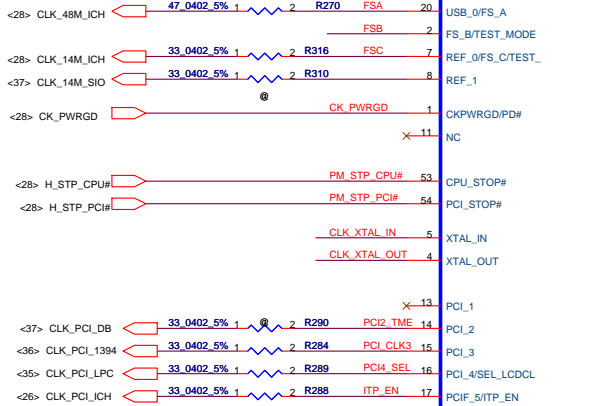 <28> CLK_48M_ICH 47_0402_5% 1 2 R270 FSA 20 USB_0/FS_A
FSB 2 FS_B/TEST_MODE
<28> CLK_14M_ICH 33_0402_5% 1 2 R316 FSC 7 REF_0/FS_C/TEST_
<37> CLK_14M_SIO 33_0402_5% 1 2 R310 8 REF_1
@
<28> CK_PWRGD CK_PWRGD 1 CKPWRGD/PD#
11 NC
<28> H_STP_CPU# PM_STP_CPU# 53 CPU_STOP#
<28> H_STP_PCI# PM_STP_PCI# 54 PCI_STOP#
CLK_XTAL_IN 5 XTAL_IN
CLK_XTAL_OUT 4 XTAL_OUT
13 PCI_1
<37> CLK_PCI_DB 33_0402_5% 1 @ 2 R290 PCI2_TME 14 PCI_2
<36> CLK_PCI_1394 33_0402_5% 1 2 R284 PCI_CLK3 15 PCI_3
<35> CLK_PCI_LPC 33_0402_5% 1 2 R289 PCI4_SEL 16 PCI_4/SEL_LCDCL
<26> CLK_PCI_ICH 33_0402_5% 1 2 R288 ITP_EN 17 PCIF_5/ITP_EN